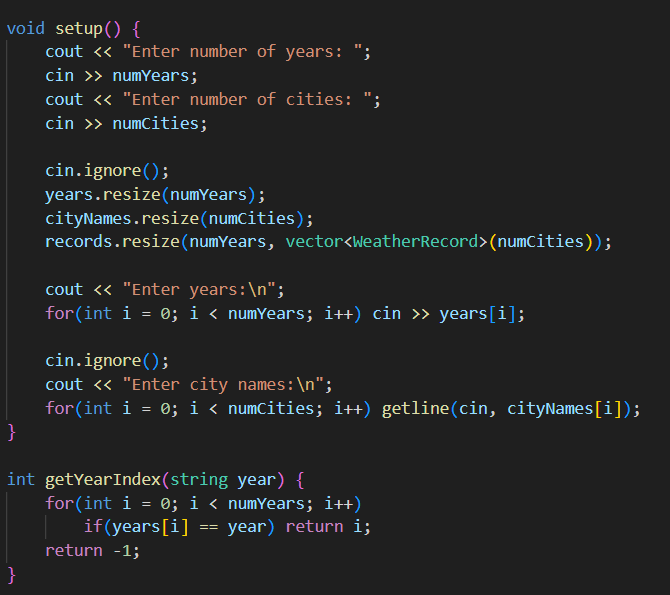 void setup() {
    cout << "Enter number of years: ";
    cin >> numYears;
    cout << "Enter number of cities: ";
    cin >> numCities;

    cin.ignore();
    years.resize(numYears);
    cityNames.resize(numCities);
    records.resize(numYears, vector<WeatherRecord>(numCities));

    cout << "Enter years:\n";
    for(int i = 0; i < numYears; i++) cin >> years[i];

    cin.ignore();
    cout << "Enter city names:\n";
    for(int i = 0; i < numCities; i++) getline(cin, cityNames[i]);
}

int getYearIndex(string year) {
    for(int i = 0; i < numYears; i++)
        if(years[i] == year) return i;
    return -1;
}